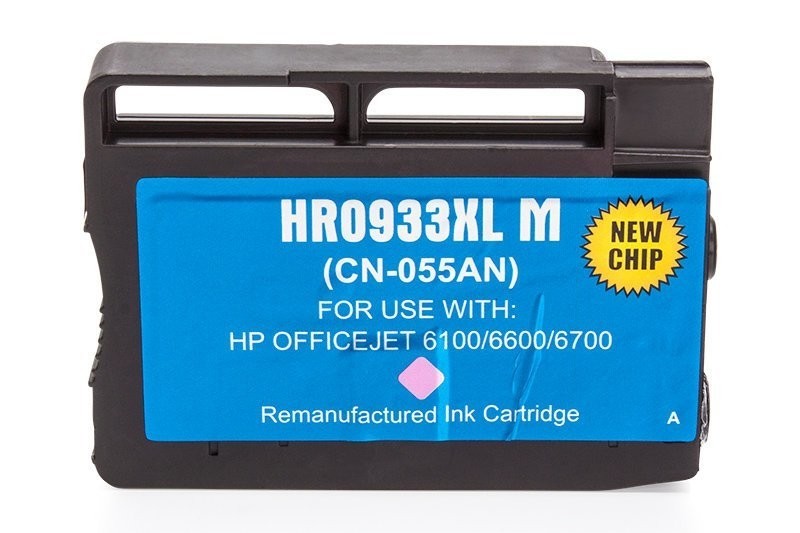 HR0933XL M
(CN-055AN)
NEW
CHIP
FOR USE WITH:
HP OFFICEJET 6100/6600/6700
Remanufactured Ink Cartridge
A